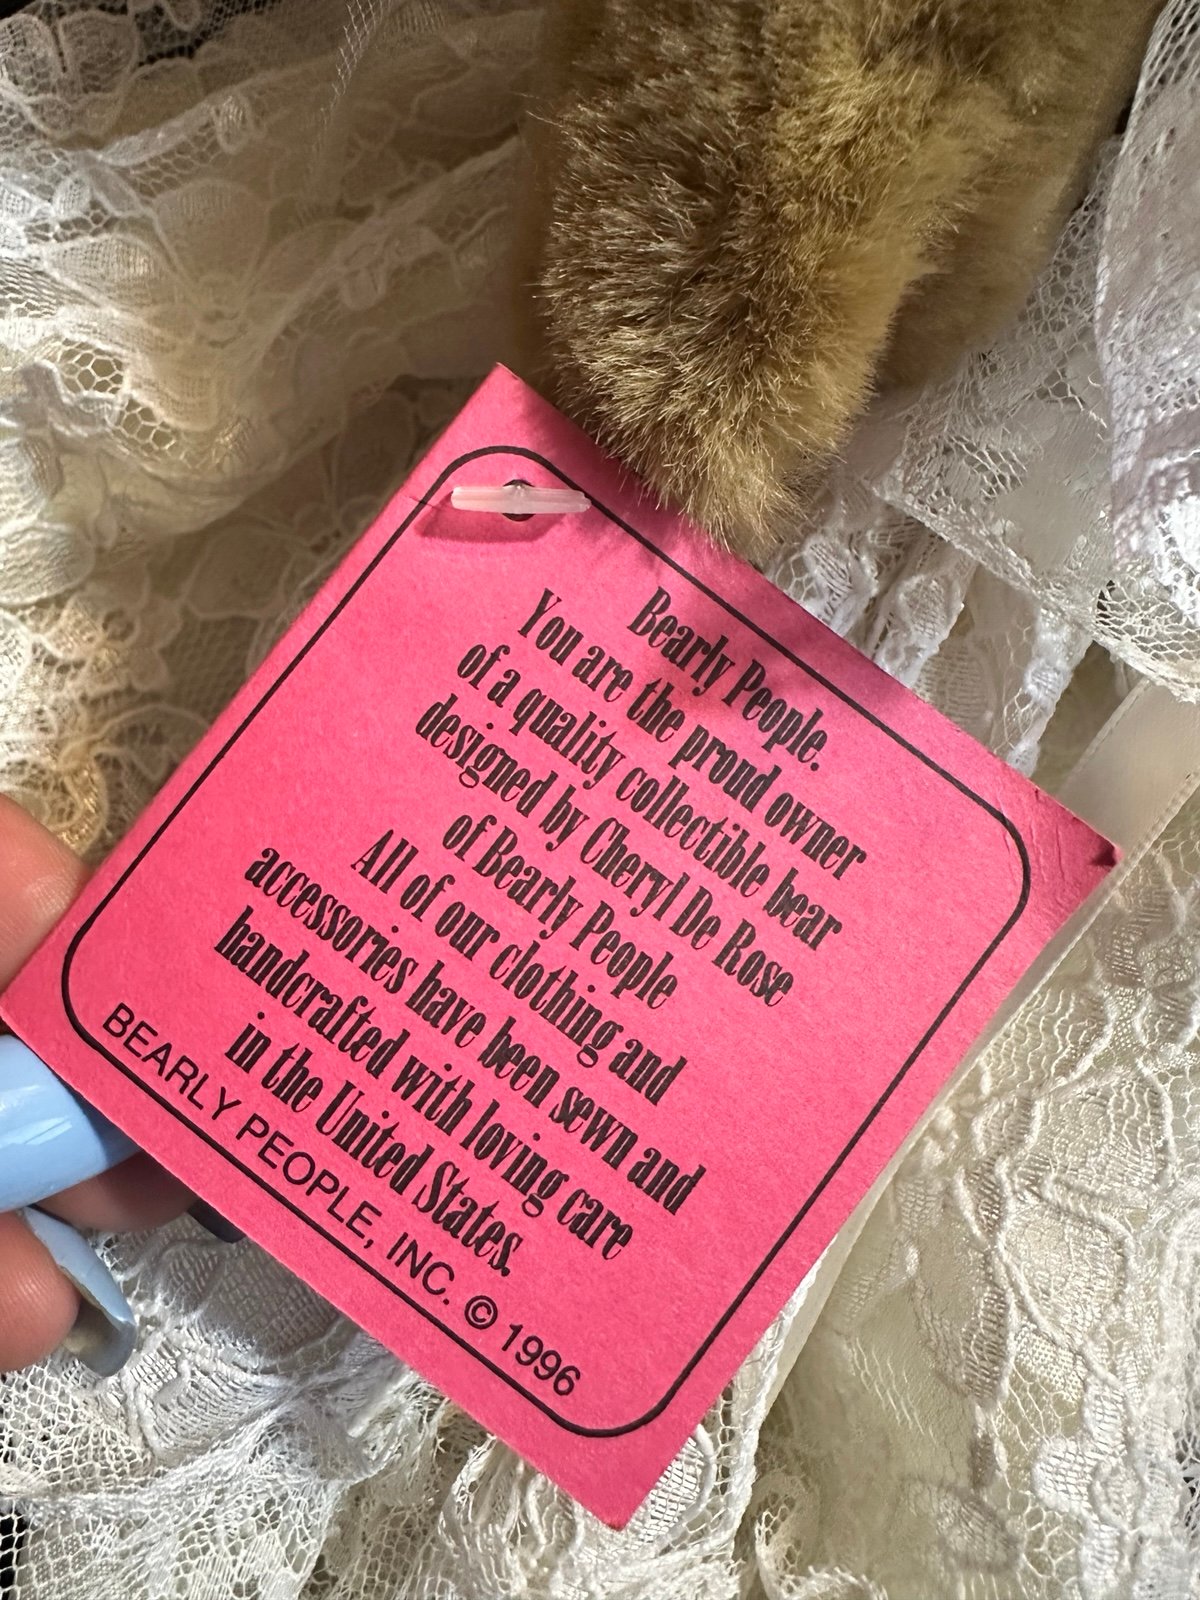 Bearly People.
You are the proud owner
of a quality collectible bear
designed by Cheryl De Rose
of Bearly People
All of our clothing and
accessories have been sewn and
handcrafted with loving care
in the United States.
BEARLY PEOPLE, INC. © 1996